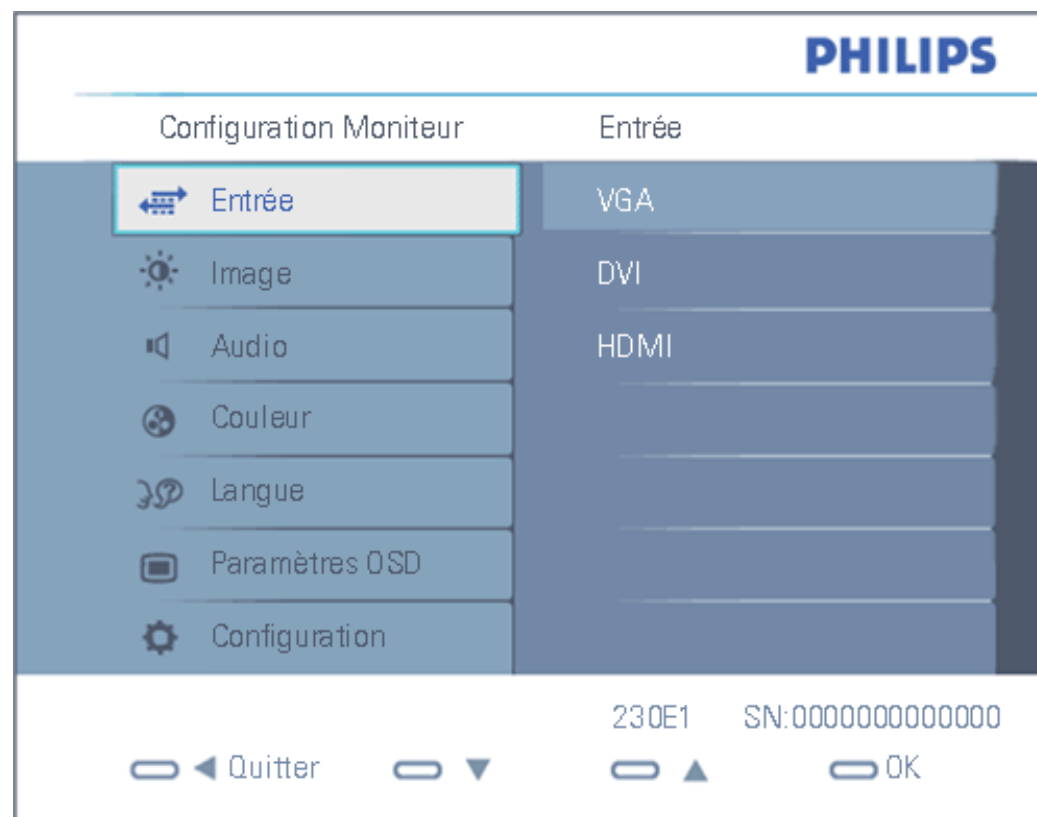 PHILIPS
Configuration Moniteur Entrée
Entrée VGA
Image DVI
Audio HDMI
Couleur
Langue
Paramètres OSD
Configuration
230E1 SN:0000000000000
Quitter OK